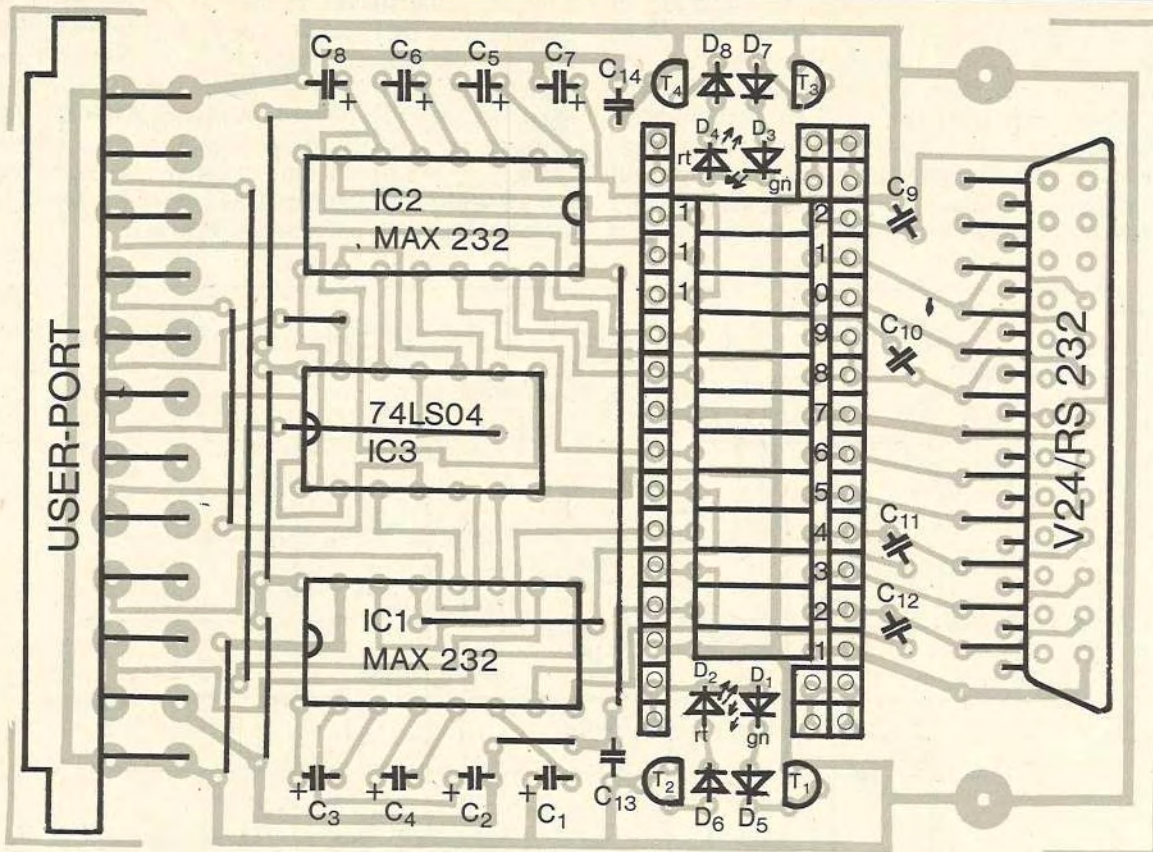 C8
C6
C5
C7
C14
T4
D8
D7
T3
D4
D3
rt
gn
IC2
MAX 232
C9
1 2
1 1
1 0
9
8
7
6
5
4
3
2
1
C10
USER-PORT
74LS04
IC3
V24/RS 232
C11
C12
IC1
MAX 232
D2
D1
rt
gn
+
C3
+
C4
+
C2
+
C1
C13
T2
D6
D5
T1